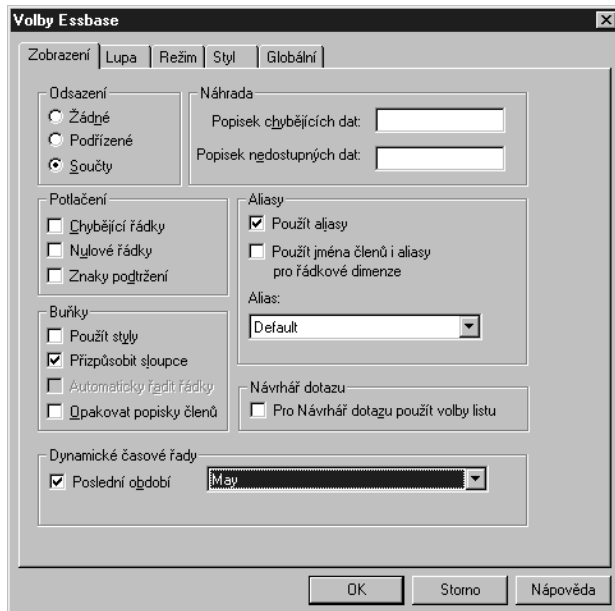 Volby Essbase
Zobrazení
Lupa
Režim
Styl
Globální
Odsazení
Žádné
Podřízené
Součty
Náhrada
Popisek chybějících dat:
Popisek nedostupných dat:
Potlačení
Chybějící řádky
Nulové řádky
Znaky podtržení
Aliasy
Použít aliasy
Použít jména členů i aliasy
pro řádkové dimenze
Alias:
Default
Buňky
Použít styly
Přizpůsobit sloupce
Automaticky řadit řádky
Opakovat popisky členů
Návrhář dotazu
Pro Návrhář dotazu použít volby listu
Dynamické časové řady
Poslední období
May
OK
Storno
Nápověda